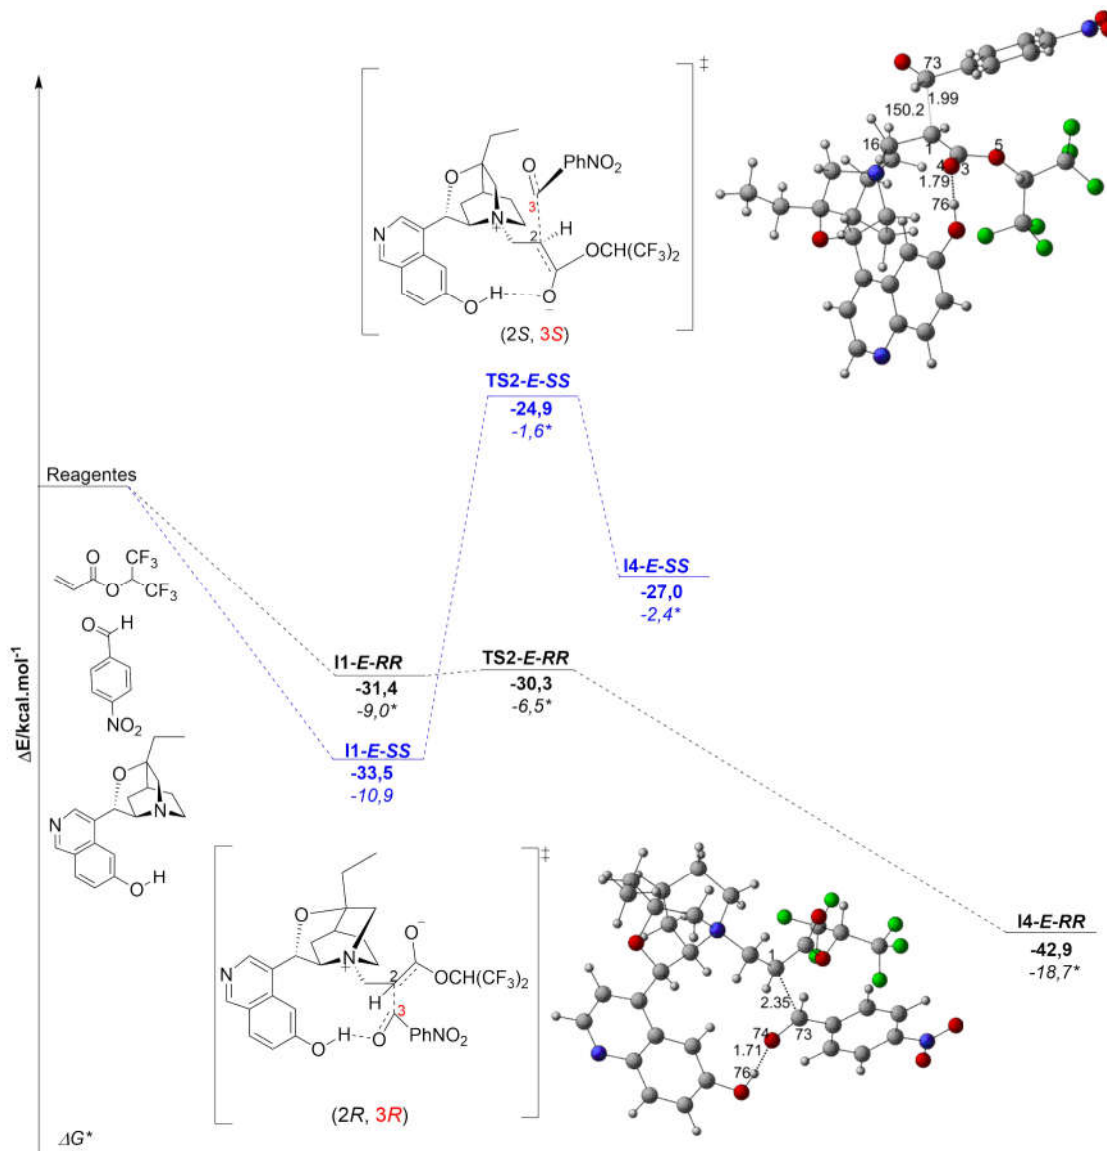 ‡
O
PhNO2
O
3
N
+
2
H
OCH(CF3)2
N
O
H
O
−
(2S, 3S)
73
1.99
150.2
16
1
4
3
5
1.79
76
TS2-E-SS
-24,9
-1,6*
Reagentes
O
CF3
O
CF3
I4-E-SS
-27,0
-2,4*
H
O
NO2
I1-E-RR
-31,4
-9,0*
TS2-E-RR
-30,3
-6,5*
ΔE/kcal.mol-1
I1-E-SS
-33,5
-10,9
O
N
N
O
H
‡
O
N
+
O
−
2
OCH(CF3)2
H
3
N
O
H
O
PhNO2
(2R, 3R)
1
2.35
74
73
1.71
76
I4-E-RR
-42,9
-18,7*
ΔG*